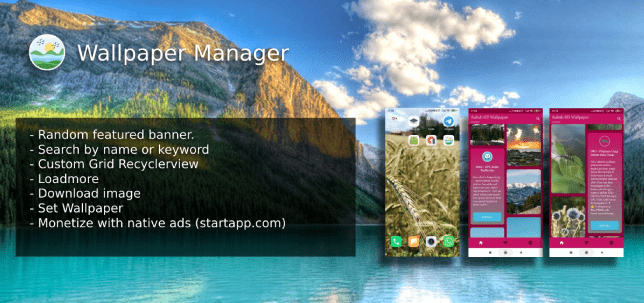 Wallpaper Manager
- Random featured banner.
- Search by name or keyword
- Custom Grid Recyclerview
- Loadmore
- Download image
- Set Wallpaper
- Monetize with native ads (startapp.com)